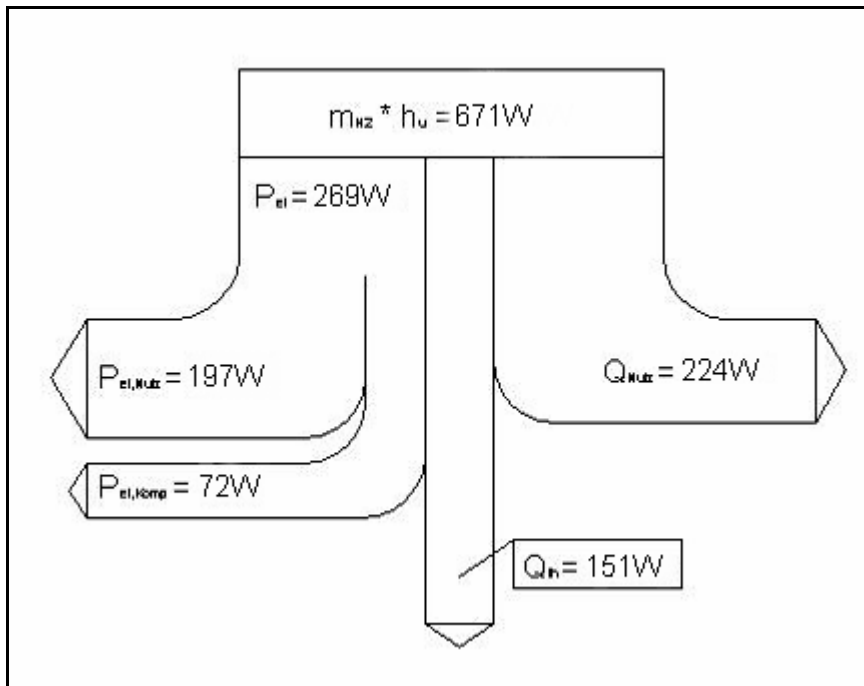 m_H2 * h_u = 671W
P_el = 269W
P_el,Nutz = 197W
Q_Nutz = 224W
P_el,Komp = 72W
Q_th = 151W